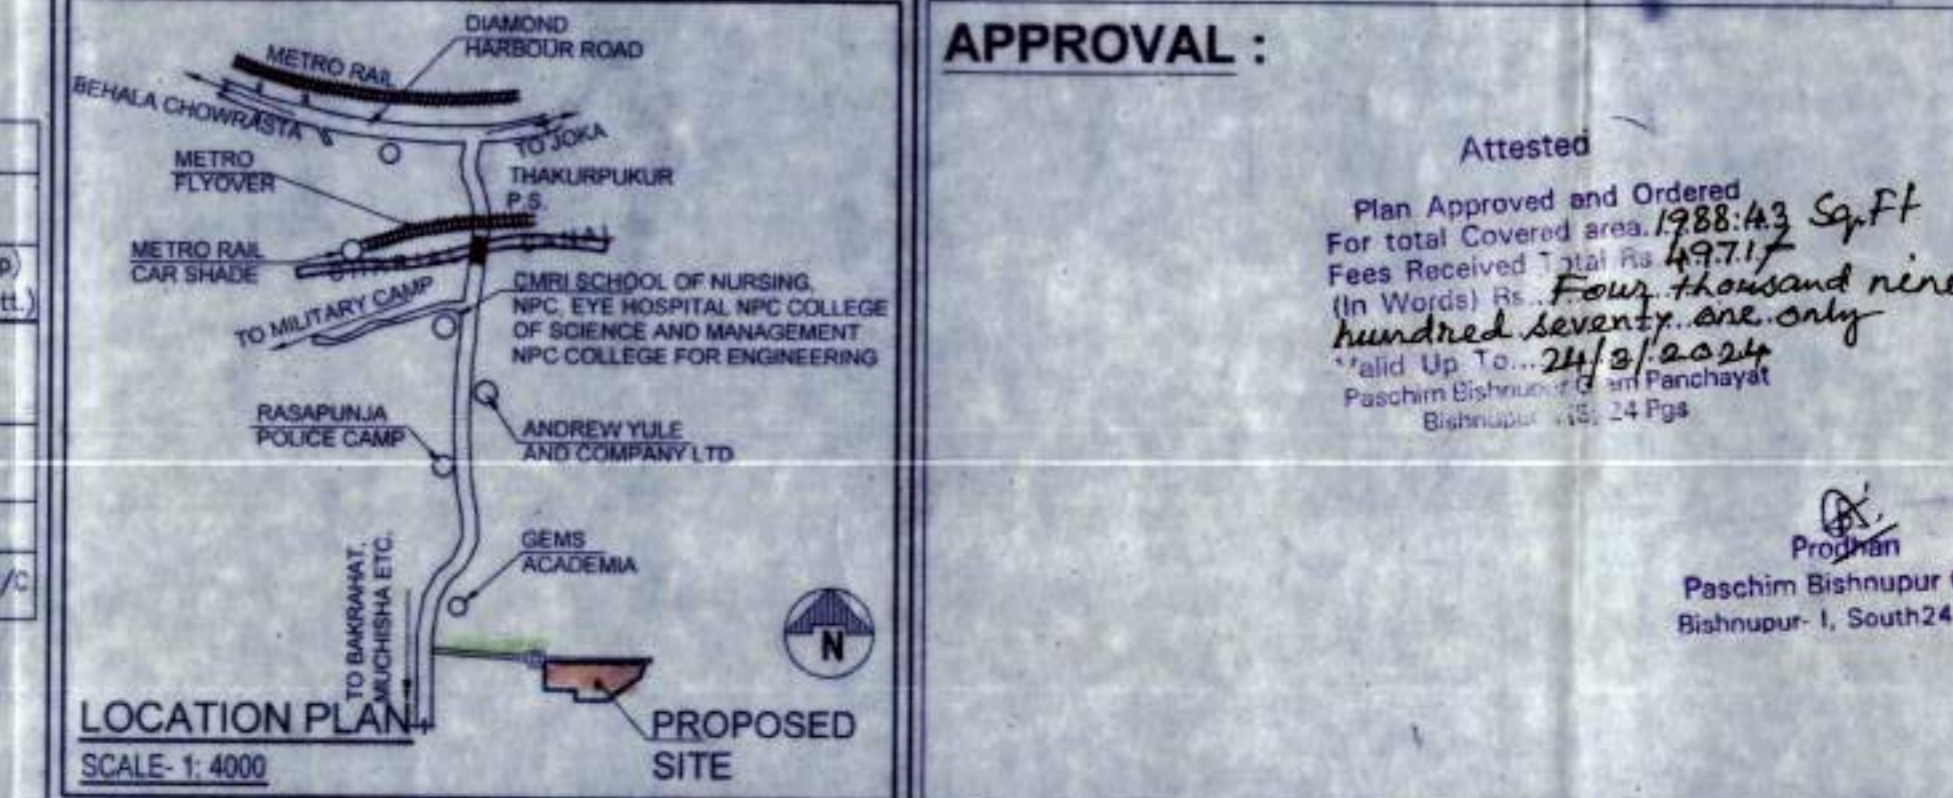 DIAMOND
HARBOUR ROAD
METRO RAIL
BEHALA CHOWRASTA
TO JOKA
METRO
FLYOVER
THAKURPUKUR
P.S.
METRO RAIL
CAR SHADE
CANAL
TO MILITARY CAMP
CMRI SCHOOL OF NURSING,
NPC, EYE HOSPITAL NPC COLLEGE
OF SCIENCE AND MANAGEMENT
NPC COLLEGE FOR ENGINEERING
RASAPUNJA
POLICE CAMP
ANDREW YULE
AND COMPANY LTD
GEMS
ACADEMIA
TO BAKRAHAT,
MUCHISHA ETC.
N
LOCATION PLAN
SCALE- 1: 4000
PROPOSED
SITE
p)
tt.)
/C
APPROVAL :
Attested
Plan Approved and Ordered
For total Covered area. 1988.43 Sq.Ft
Fees Received Total Rs 4971/-
(In Words) Rs... Four thousand nine
hundred seventy one only
Valid Up To... 24/3/2024
Paschim Bishnupur Gram Panchayat
Bishnupur (S) 24 Pgs
Prodhan
Paschim Bishnupur
Bishnupur- I, South24